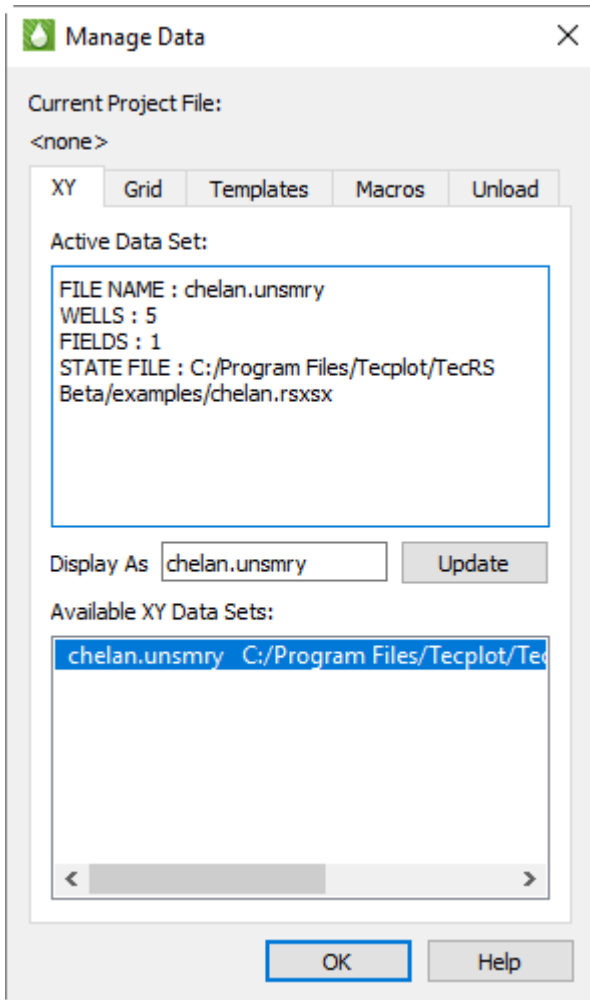 Manage Data
Current Project File:
<none>
XY Grid Templates Macros Unload
Active Data Set:
FILE NAME : chelan.unsmry
WELLS : 5
FIELDS : 1
STATE FILE : C:/Program Files/Tecplot/TecRS
Beta/examples/chelan.rsxsx
Display As chelan.unsmry Update
Available XY Data Sets:
chelan.unsmry C:/Program Files/Tecplot/Tec
OK Help